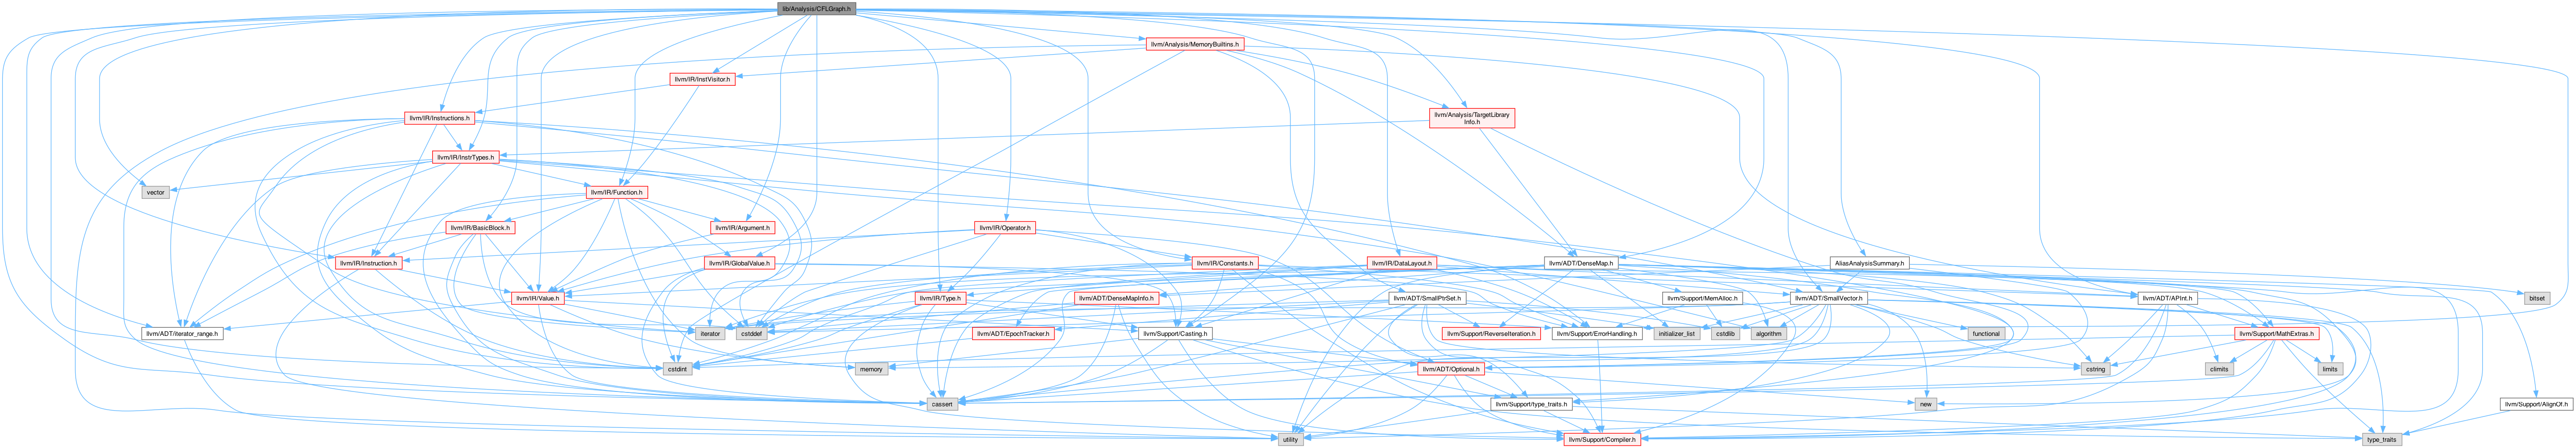 lib/Analysis/CFLGraph.h
llvm/Analysis/MemoryBuiltins.h
llvm/IR/InstVisitor.h
llvm/IR/Instructions.h
llvm/Analysis/TargetLibrary
Info.h
llvm/IR/InstrTypes.h
vector
llvm/IR/Function.h
llvm/IR/BasicBlock.h
llvm/IR/Argument.h
llvm/IR/Operator.h
llvm/IR/Instruction.h
llvm/IR/GlobalValue.h
llvm/IR/Constants.h
llvm/IR/DataLayout.h
llvm/ADT/DenseMap.h
AliasAnalysisSummary.h
llvm/IR/Value.h
llvm/IR/Type.h
llvm/ADT/DenseMapInfo.h
llvm/ADT/SmallPtrSet.h
llvm/Support/MemAlloc.h
llvm/ADT/SmallVector.h
llvm/ADT/APInt.h
bitset
llvm/ADT/iterator_range.h
iterator
cstddef
llvm/ADT/EpochTracker.h
llvm/Support/Casting.h
llvm/Support/ReverseIteration.h
llvm/Support/ErrorHandling.h
initializer_list
cstdlib
algorithm
functional
llvm/Support/MathExtras.h
cstdint
memory
llvm/ADT/Optional.h
cstring
climits
limits
cassert
llvm/Support/type_traits.h
new
llvm/Support/AlignOf.h
utility
llvm/Support/Compiler.h
type_traits